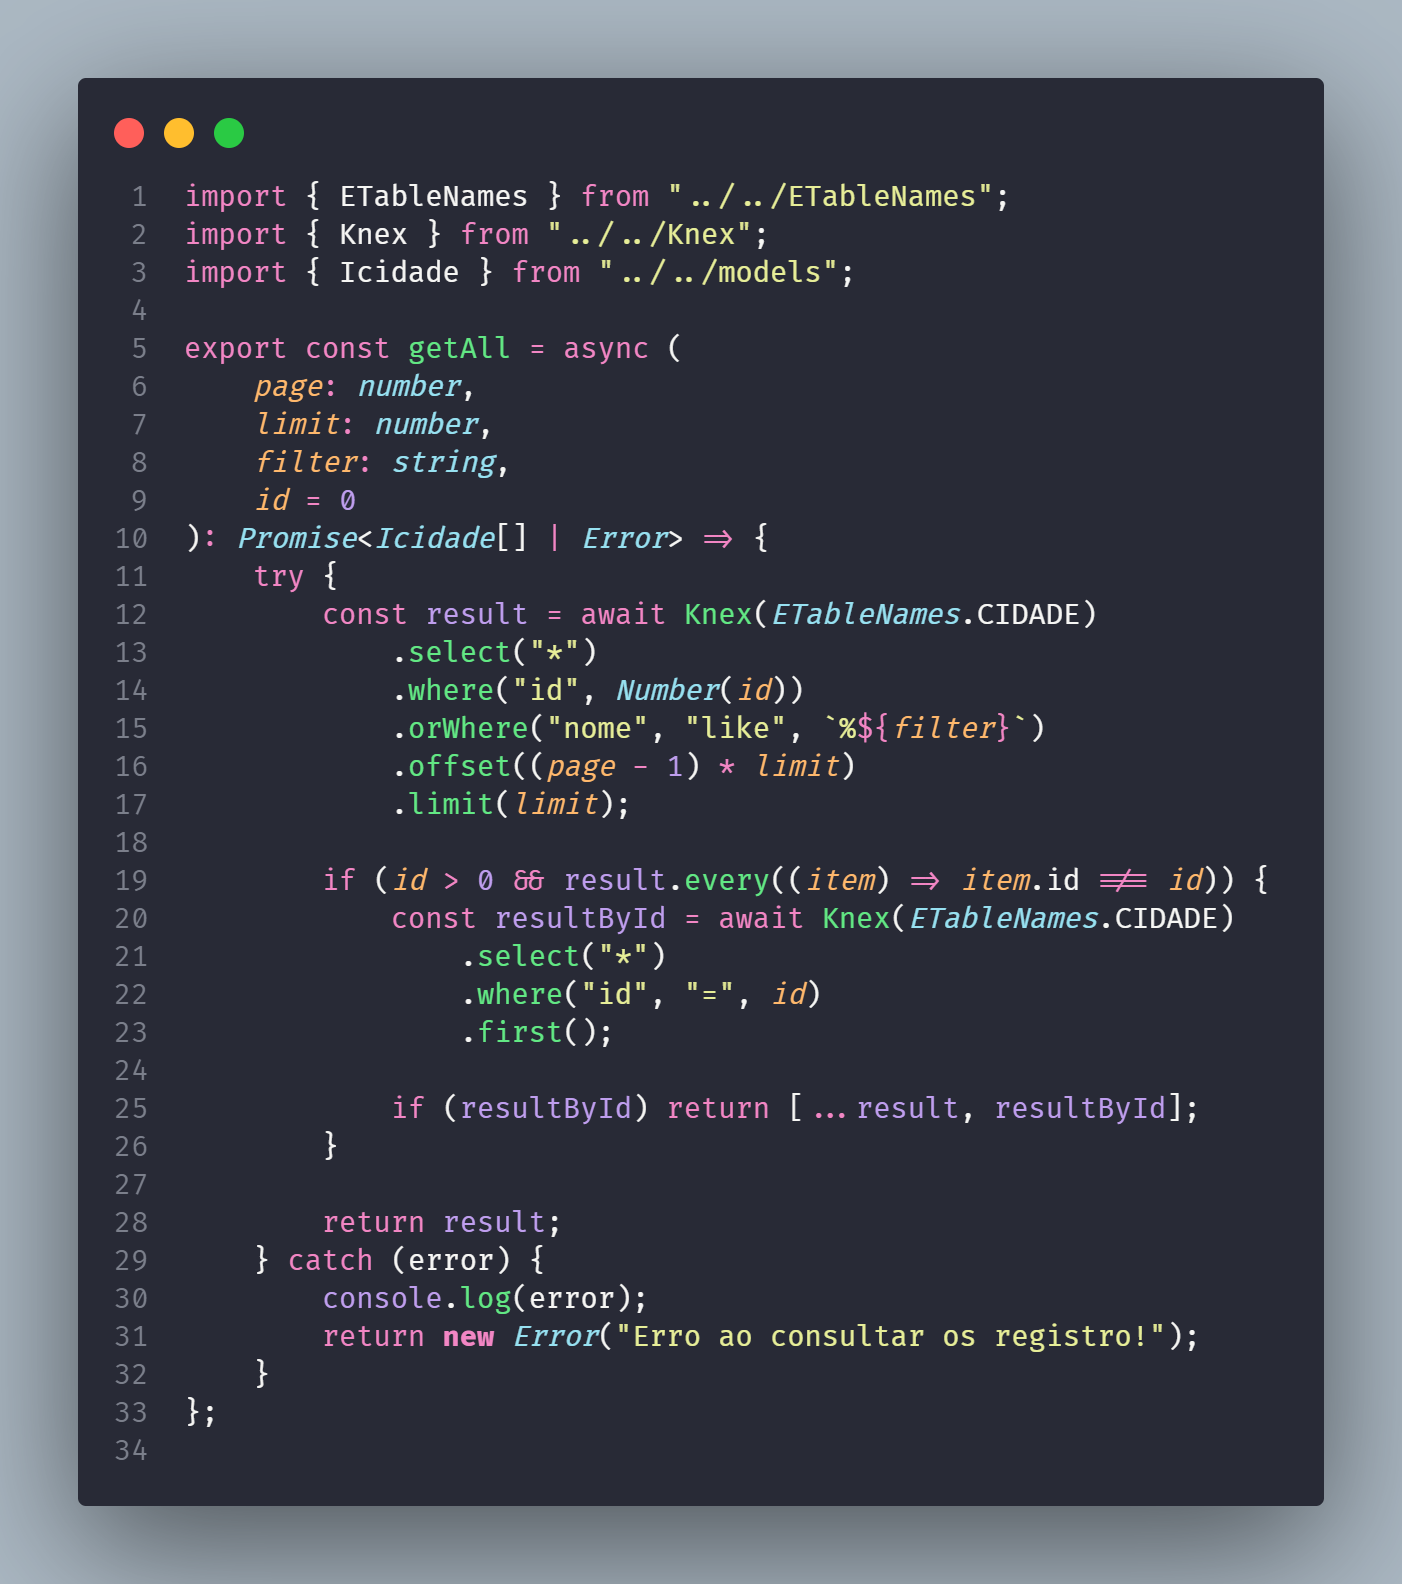 1 import { ETableNames } from "../../ETableNames";
2 import { Knex } from "../../Knex";
3 import { Icidade } from "../../models";
4
5 export const getAll = async (
6     page: number,
7     limit: number,
8     filter: string,
9     id = 0
10 ): Promise<Icidade[] | Error> => {
11     try {
12         const result = await Knex(ETableNames.CIDADE)
13             .select("*")
14             .where("id", Number(id))
15             .orWhere("nome", "like", `%${filter}`)
16             .offset((page - 1) * limit)
17             .limit(limit);
18
19         if (id > 0 && result.every((item) => item.id !== id)) {
20             const resultById = await Knex(ETableNames.CIDADE)
21                 .select("*")
22                 .where("id", "=", id)
23                 .first();
24
25             if (resultById) return [...result, resultById];
26         }
27
28         return result;
29     } catch (error) {
30         console.log(error);
31         return new Error("Erro ao consultar os registro!");
32     }
33 };
34